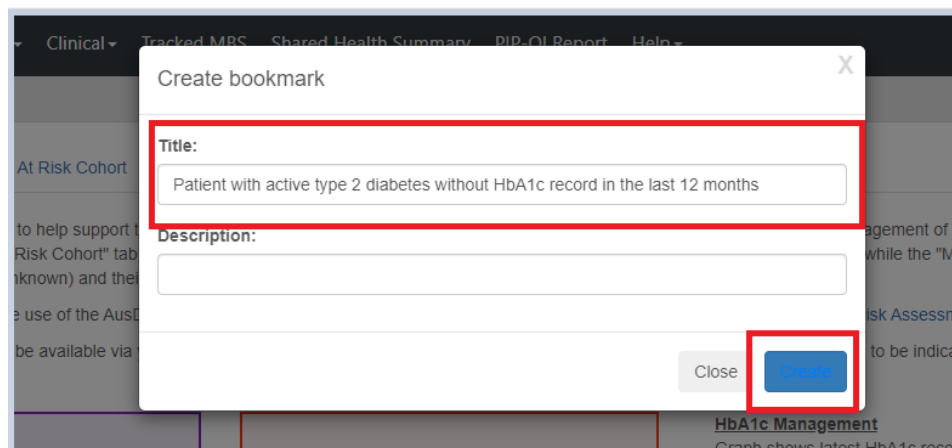 Clinical Tracked MBS Shared Health Summary PIP-QI Report Help
Create bookmark
X
Title:
At Risk Cohort
Patient with active type 2 diabetes without HbA1c record in the last 12 months
to help support
Description:
agement of
Risk Cohort" tab
while the "M
nknown) and thei
e use of the AusD
isk Assessm
be available via
to be indica
Close
Create
HbA1c Management
Graph shows latest HbA1c reco